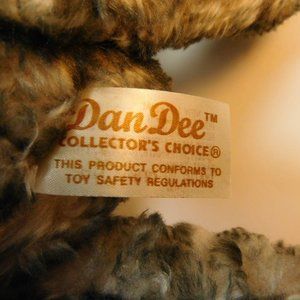 Dan Dee™
COLLECTOR'S CHOICE®
THIS PRODUCT CONFORMS TO
TOY SAFETY REGULATIONS